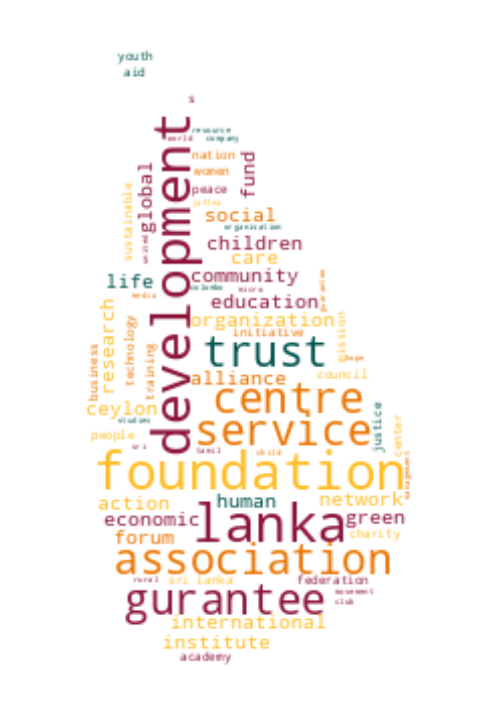 youth
aid
s
resource
world company
nation
women
fund
peace
global
sustainable
jaffna
social
organisation
united
children
care
community
life
colombo
micro
media
guarantee
education
development
organization
initiative
mission
research
technology
business
training
trust
hope
alliance
council
centre
ceylon
studies
service
justice
center
people
sri
tamil
child
foundation
management
action
human
network
economic
lanka
green
forum
charity
association
rural
sri lanka
federation
gurantee
movement
club
international
institute
academy